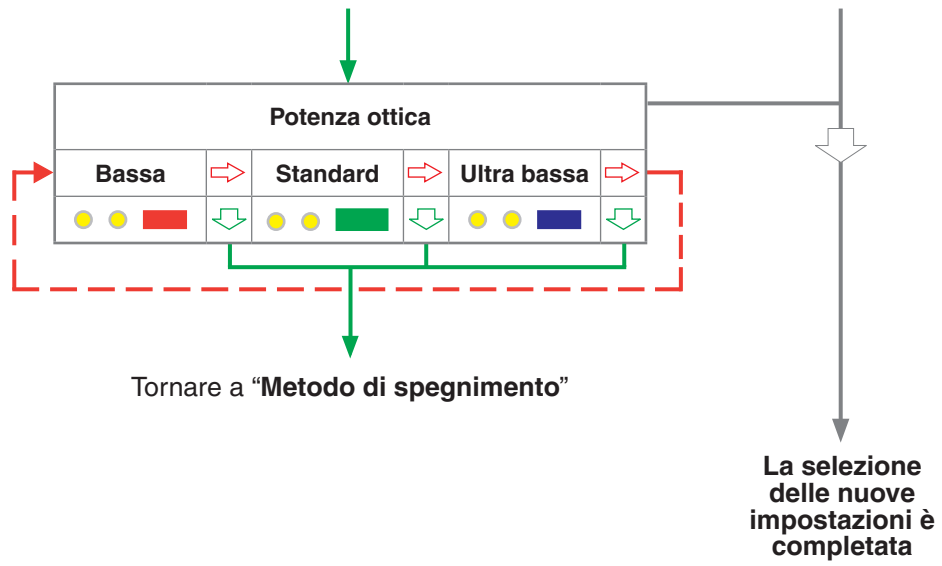 Potenza ottica
Bassa Standard Ultra bassa
Tornare a “Metodo di spegnimento”
La selezione
delle nuove
impostazioni è
completata